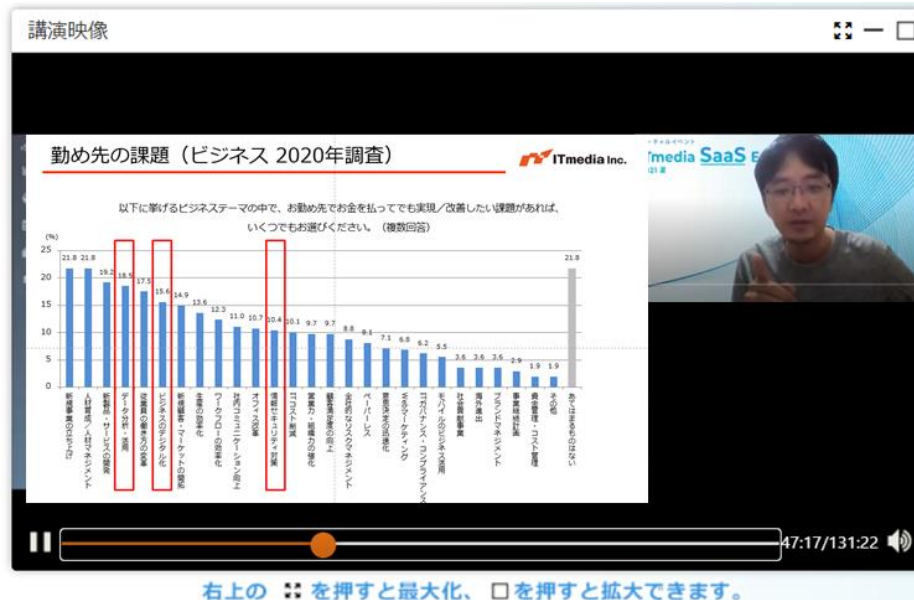 講演映像
勤め先の課題（ビジネス 2020年調査）
ITmedia Inc.
以下に挙げるビジネステーマの中で、お勤め先でお金を払ってでも実現／改善したい課題があれば、
いくつでもお選びください。（複数回答）
(%)
25
20
15
10
5
0
21.8
21.8
19.2
18.5
17.5
15.6
14.9
13.6
12.3
11.0
10.7
10.4
10.1
9.7
9.7
8.8
8.1
7.1
6.8
6.2
5.5
3.6
3.6
3.6
2.9
1.9
1.9
21.8
新規事業の立ち上げ
人材育成／人材マネジメント
新製品・サービスの開発
データ分析・活用
従業員の働き方の変革
ビジネスのデジタル化
新規顧客・マーケットの開拓
生産の効率化
ワークフローの効率化
社内コミュニケーション向上
オフィス改革
情報セキュリティ対策
ITコスト削減
営業力・組織力の強化
顧客満足度の向上
全社的なリスクマネジメント
ペーパーレス
意思決定の迅速化
Webマーケティング
ITガバナンス・コンプライアンス
モバイルのビジネス活用
社会貢献事業
海外進出
ブランドマネジメント
事業継続計画
資金管理・コスト管理
その他
あてはまるものはない
media SaaS E
47:17/131:22
右上の を押すと最大化、 □を押すと拡大できます。